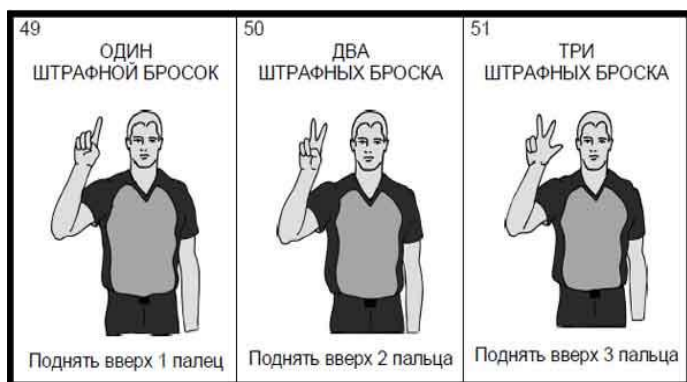 49
ОДИН
ШТРАФНОЙ БРОСОК
Поднять вверх 1 палец
50
ДВА
ШТРАФНЫХ БРОСКА
Поднять вверх 2 пальца
51
ТРИ
ШТРАФНЫХ БРОСКА
Поднять вверх 3 пальца